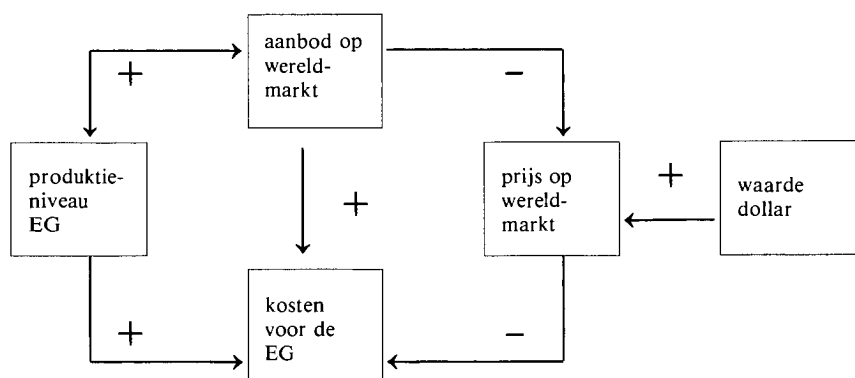 aanbod op
wereld-
markt
+
−
produktie-
niveau
EG
+
prijs op
wereld-
markt
+
waarde
dollar
+
kosten
voor de
EG
−